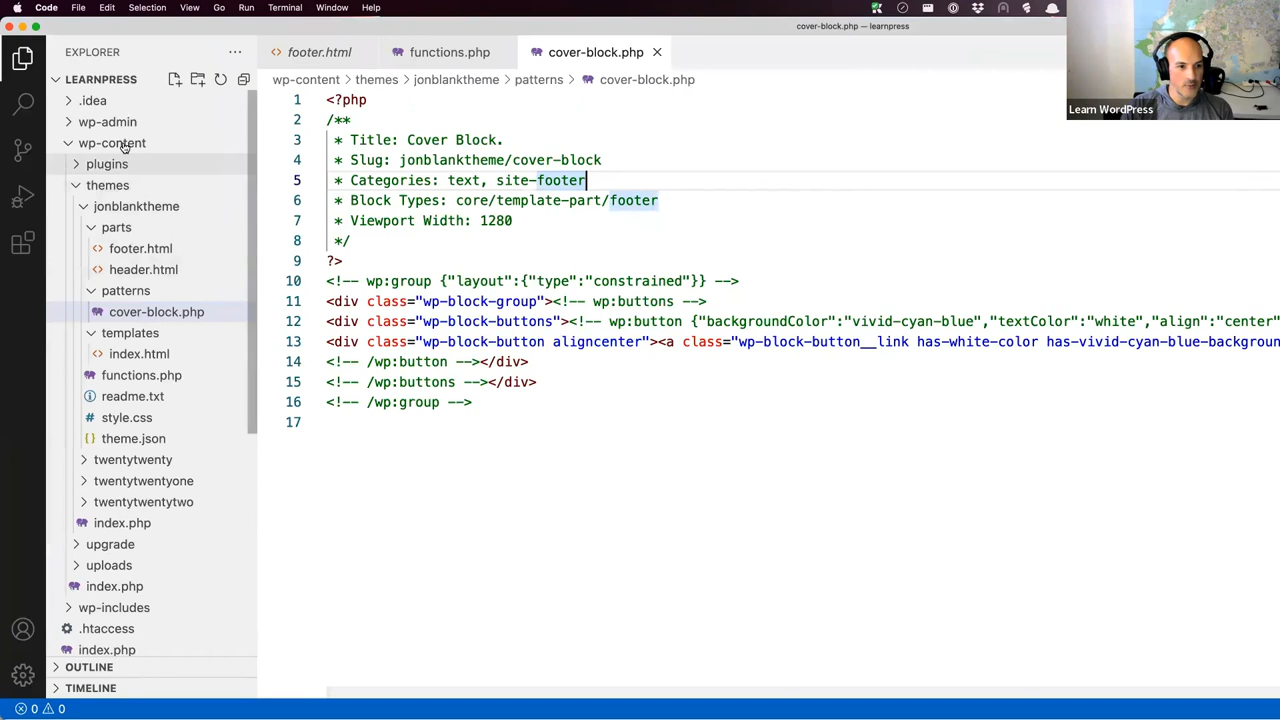 Code File Edit Selection View Go Run Terminal Window Help
cover-block.php — learnpress
EXPLORER
footer.html functions.php cover-block.php
LEARNPRESS
wp-content > themes > jonblanktheme > patterns > cover-block.php
.idea
wp-admin
wp-content
plugins
themes
jonblanktheme
parts
footer.html
header.html
patterns
cover-block.php
templates
index.html
functions.php
readme.txt
style.css
theme.json
twentytwenty
twentytwentyone
twentytwentytwo
index.php
upgrade
uploads
index.php
wp-includes
.htaccess
index.php
OUTLINE
TIMELINE
1 <?php
2 /**
3 * Title: Cover Block.
4 * Slug: jonblanktheme/cover-block
5 * Categories: text, site-footer
6 * Block Types: core/template-part/footer
7 * Viewport Width: 1280
8 */
9 ?>
10 <!-- wp:group {"layout":{"type":"constrained"}} -->
11 <div class="wp-block-group"><!-- wp:buttons -->
12 <div class="wp-block-buttons"><!-- wp:button {"backgroundColor":"vivid-cyan-blue","textColor":"white","align":"center"
13 <div class="wp-block-button aligncenter"><a class="wp-block-button__link has-white-color has-vivid-cyan-blue-backgroun
14 <!-- /wp:button --></div>
15 <!-- /wp:buttons --></div>
16 <!-- /wp:group -->
17
Learn WordPress
0 0